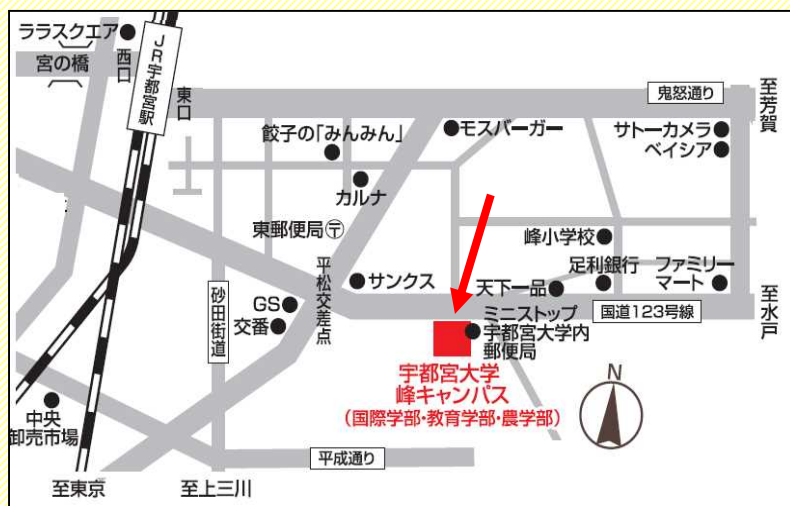 ララスクエア
宮の橋
西口
JR宇都宮駅
東口
鬼怒通り
至芳賀
餃子の「みんみん」
モスバーガー
サトーカメラ
ベイシア
カルナ
東郵便局〒
峰小学校
平松交差点
サンクス
天下一品
足利銀行
ファミリー
マート
砂田街道
GS
交番
ミニストップ
宇都宮大学内
郵便局
国道123号線
至水戸
宇都宮大学
峰キャンパス
(国際学部・教育学部・農学部)
N
中央
卸売市場
平成通り
至東京
至上三川